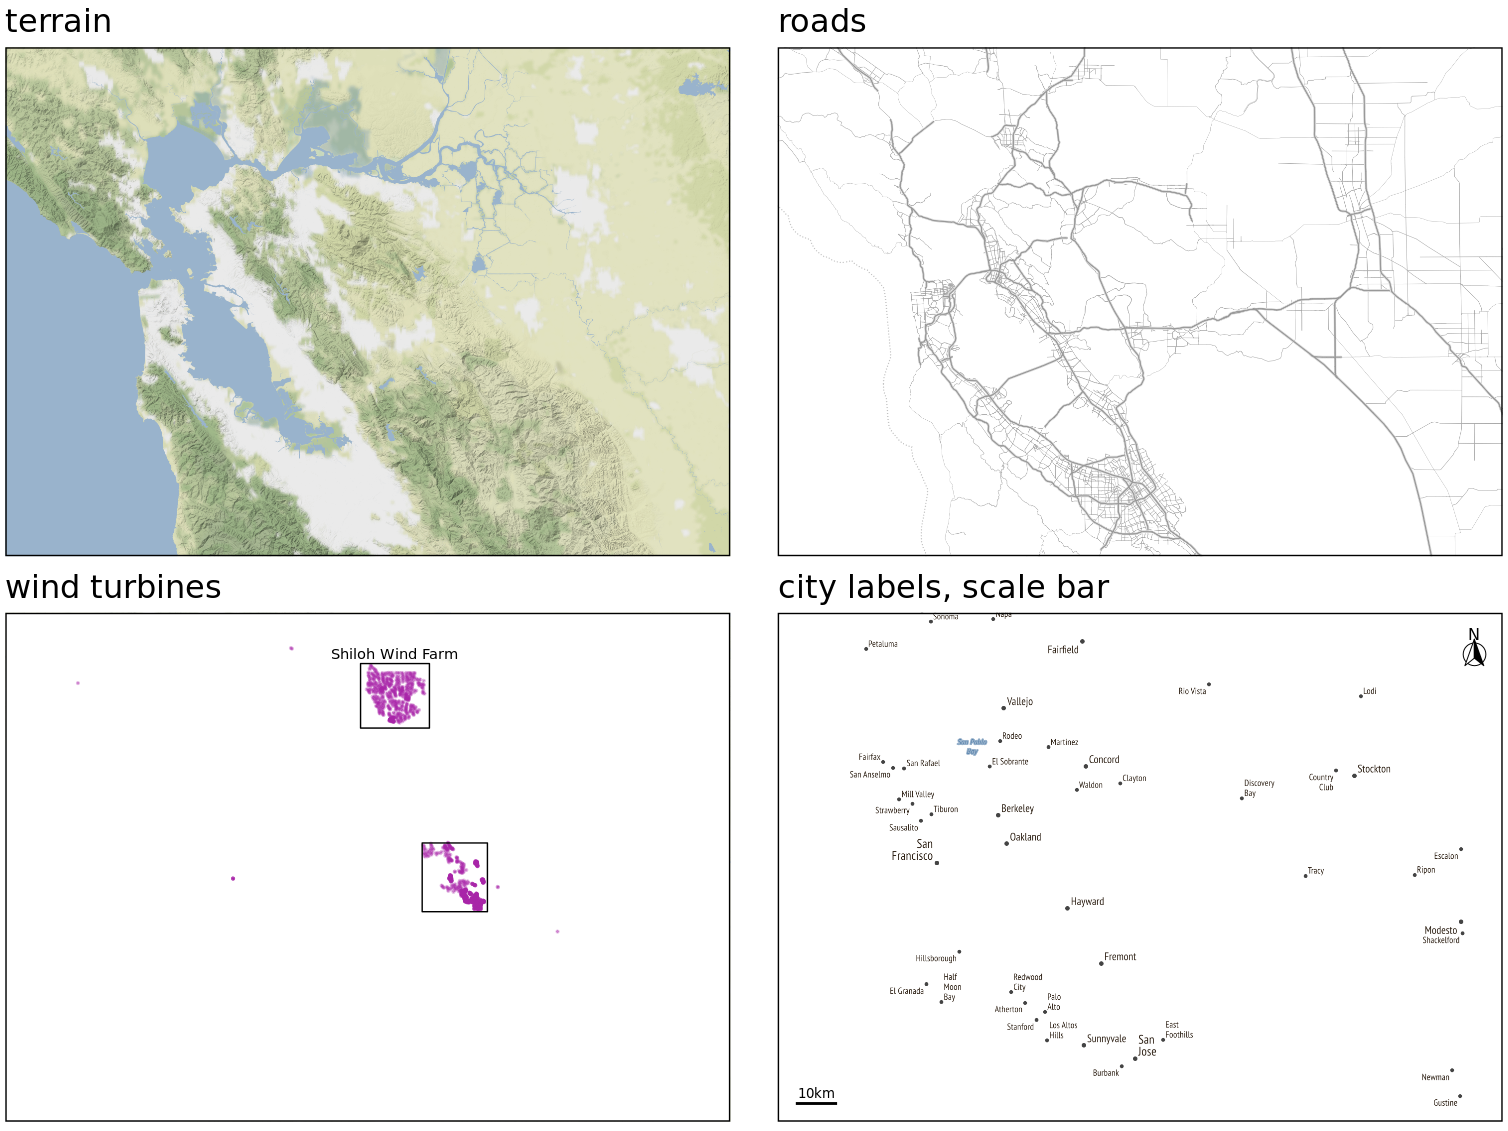 terrain
roads
wind turbines
Shiloh Wind Farm
city labels, scale bar
Sonoma
Napa
N
Petaluma
Fairfield
Rio Vista
Lodi
Vallejo
San Pablo
Bay
Rodeo
Martinez
Fairfax
San Rafael
San Anselmo
El Sobrante
Concord
Stockton
Country
Club
Clayton
Waldon
Discovery
Bay
Mill Valley
Strawberry
Tiburon
Berkeley
Sausalito
Oakland
San
Francisco
Escalon
Tracy
Ripon
Hayward
Modesto
Shackelford
Hillsborough
Fremont
El Granada
Half
Moon
Bay
Redwood
City
Atherton
Palo
Alto
Stanford
Los Altos
Hills
East
Foothills
Sunnyvale
San
Jose
Burbank
Newman
10km
Gustine